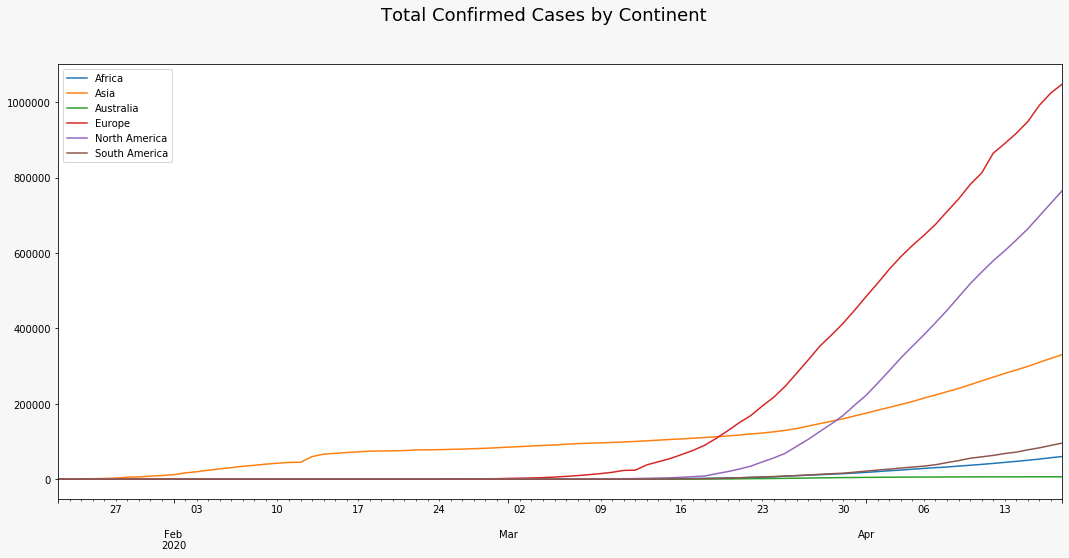 Total Confirmed Cases by Continent
Africa
Asia
Australia
Europe
North America
South America
1000000
800000
600000
400000
200000
0
27 03 10 17 24 02 09 16 23 30 06 13
Feb Mar Apr
2020